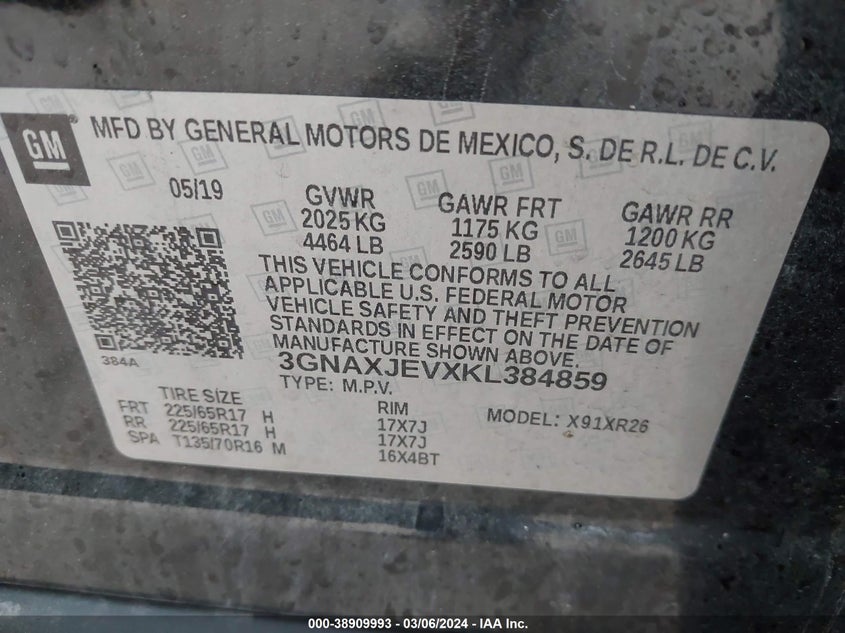 GM
MFD BY GENERAL MOTORS DE MEXICO, S. DE R.L. DE C.V.
05/19
GVWR
2025 KG
4464 LB
GAWR FRT
1175 KG
2590 LB
GAWR RR
1200 KG
2645 LB
THIS VEHICLE CONFORMS TO ALL
APPLICABLE U.S. FEDERAL MOTOR
VEHICLE SAFETY AND THEFT PREVENTION
STANDARDS IN EFFECT ON THE DATE OF
MANUFACTURE SHOWN ABOVE.
384A
3GNAXJEVXKL384859
TYPE: M.P.V.
MODEL: X91XR26
TIRE SIZE
RIM
FRT 225/65R17 H 17X7J
RR 225/65R17 H 17X7J
SPA T135/70R16 M 16X4BT
000-38909993 - 03/06/2024 - IAA Inc.